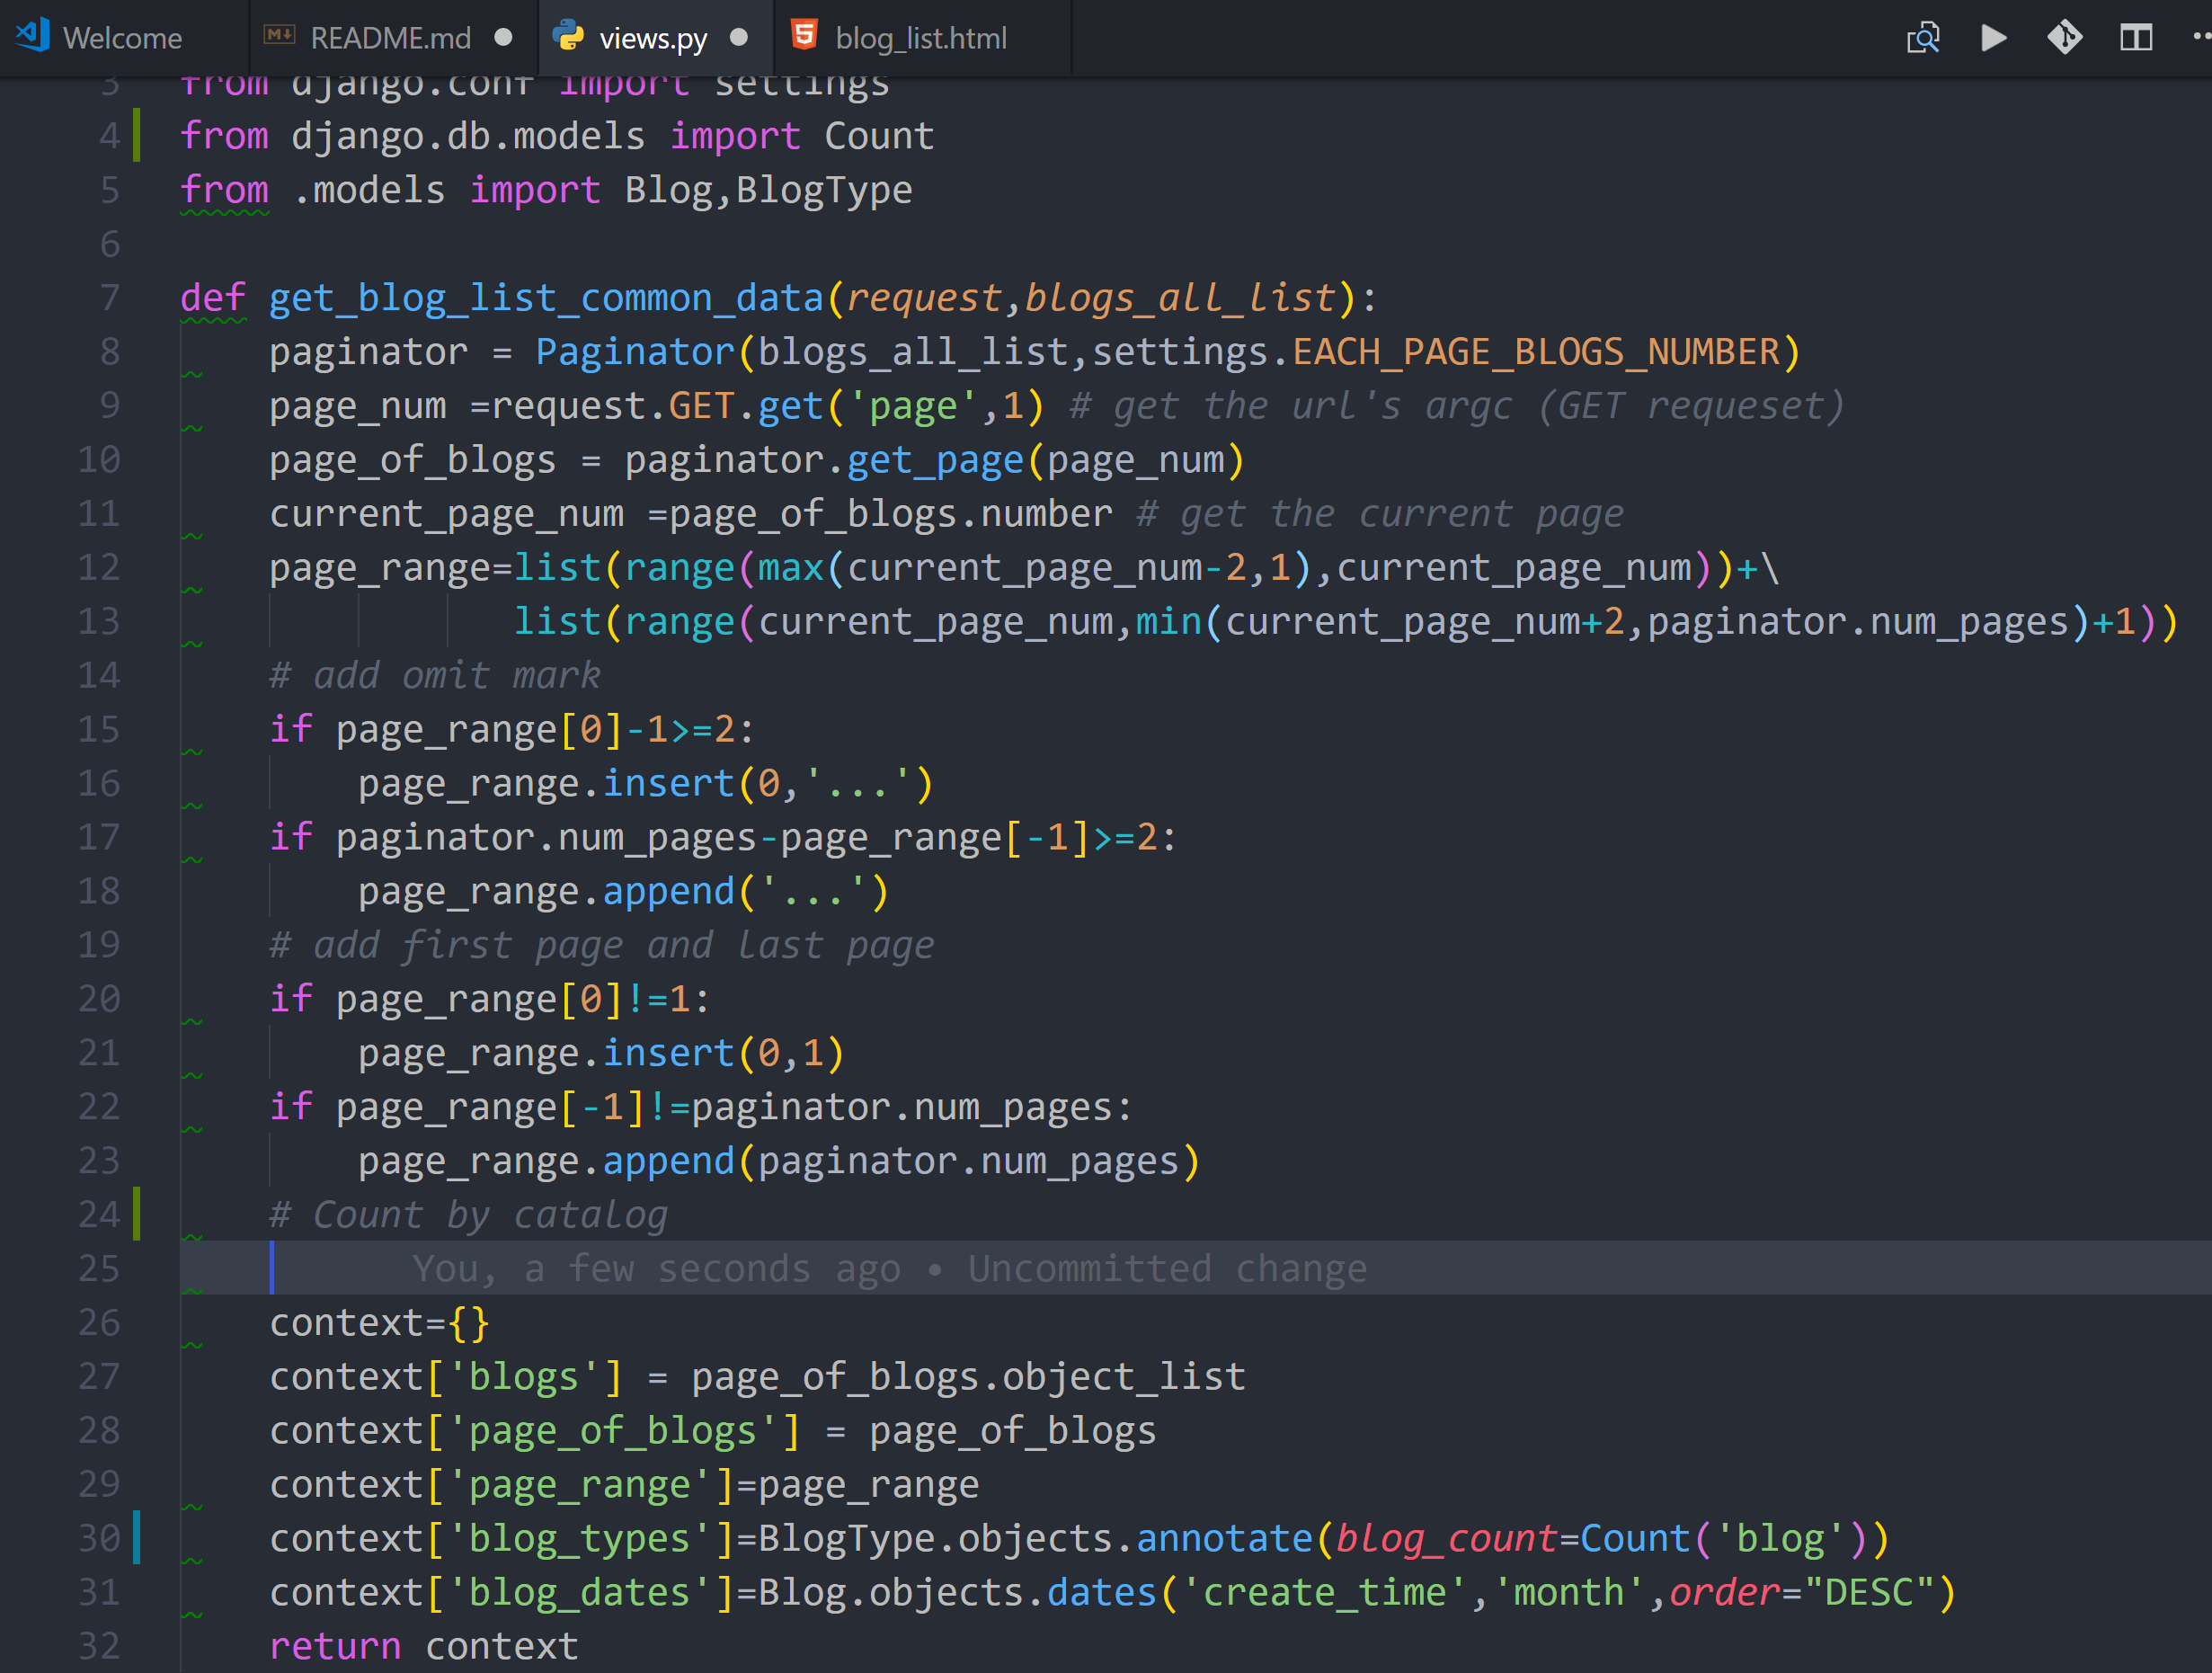 Welcome README.md views.py blog_list.html
3 from django.conf import settings
4 from django.db.models import Count
5 from .models import Blog,BlogType
6
7 def get_blog_list_common_data(request,blogs_all_list):
8 paginator = Paginator(blogs_all_list,settings.EACH_PAGE_BLOGS_NUMBER)
9 page_num =request.GET.get('page',1) # get the url's argc (GET requeset)
10 page_of_blogs = paginator.get_page(page_num)
11 current_page_num =page_of_blogs.number # get the current page
12 page_range=list(range(max(current_page_num-2,1),current_page_num))+\
13 list(range(current_page_num,min(current_page_num+2,paginator.num_pages)+1))
14 # add omit mark
15 if page_range[0]-1>=2:
16 page_range.insert(0,'...')
17 if paginator.num_pages-page_range[-1]>=2:
18 page_range.append('...')
19 # add first page and last page
20 if page_range[0]!=1:
21 page_range.insert(0,1)
22 if page_range[-1]!=paginator.num_pages:
23 page_range.append(paginator.num_pages)
24 # Count by catalog
25 You, a few seconds ago • Uncommitted change
26 context={}
27 context['blogs'] = page_of_blogs.object_list
28 context['page_of_blogs'] = page_of_blogs
29 context['page_range']=page_range
30 context['blog_types']=BlogType.objects.annotate(blog_count=Count('blog'))
31 context['blog_dates']=Blog.objects.dates('create_time','month',order="DESC")
32 return context